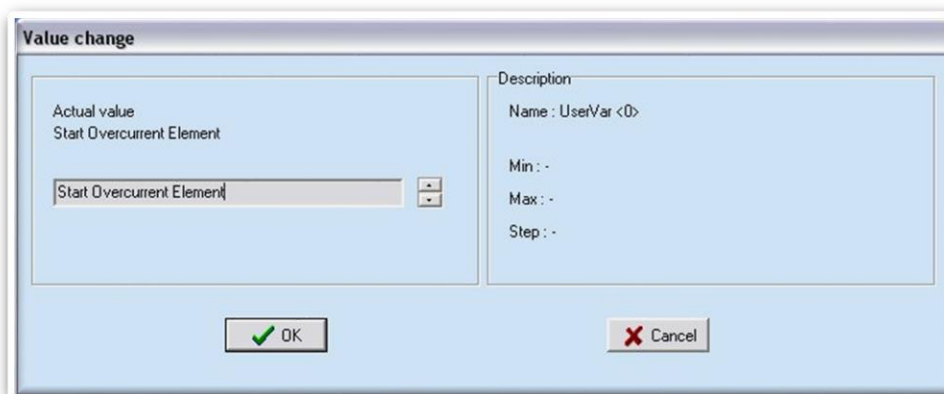 Value change
Actual value
Start Overcurrent Element
Start Overcurrent Element
Description
Name : UserVar <0>
Min : -
Max : -
Step : -
OK
Cancel